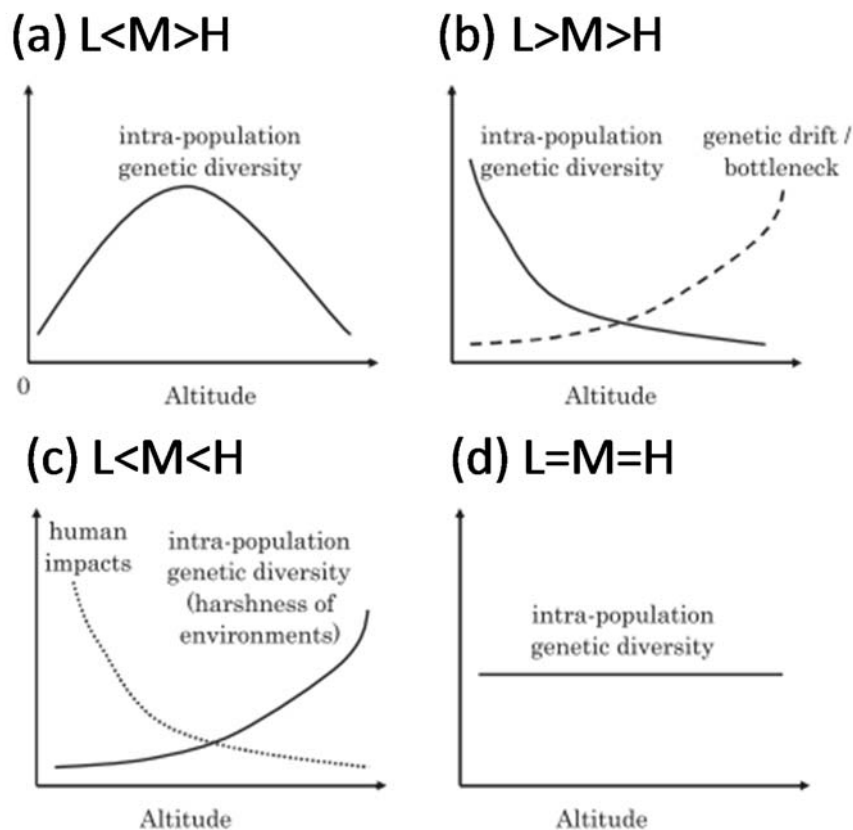 (a) L<M>H
intra-population
genetic diversity
0
Altitude
(b) L>M>H
intra-population
genetic diversity
genetic drift /
bottleneck
Altitude
(c) L<M<H
human
impacts
intra-population
genetic diversity
(harshness of
environments)
Altitude
(d) L=M=H
intra-population
genetic diversity
Altitude